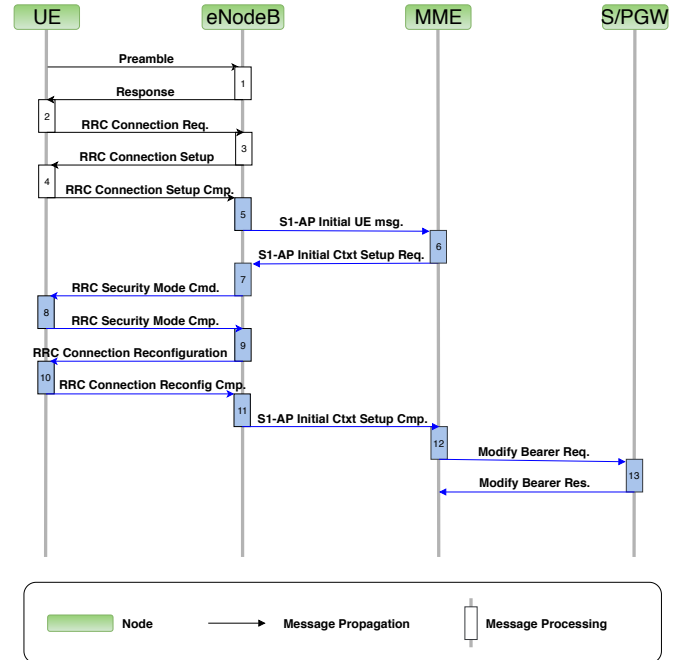 UE eNodeB MME S/PGW
Preamble
1
Response
2
RRC Connection Req.
3
RRC Connection Setup
4
RRC Connection Setup Cmp.
5
S1-AP Initial UE msg.
6
S1-AP Initial Ctxt Setup Req.
7
RRC Security Mode Cmd.
8
RRC Security Mode Cmp.
9
RRC Connection Reconfiguration
10
RRC Connection Reconfig Cmp.
11
S1-AP Initial Ctxt Setup Cmp.
12
Modify Bearer Req.
13
Modify Bearer Res.
Node Message Propagation Message Processing